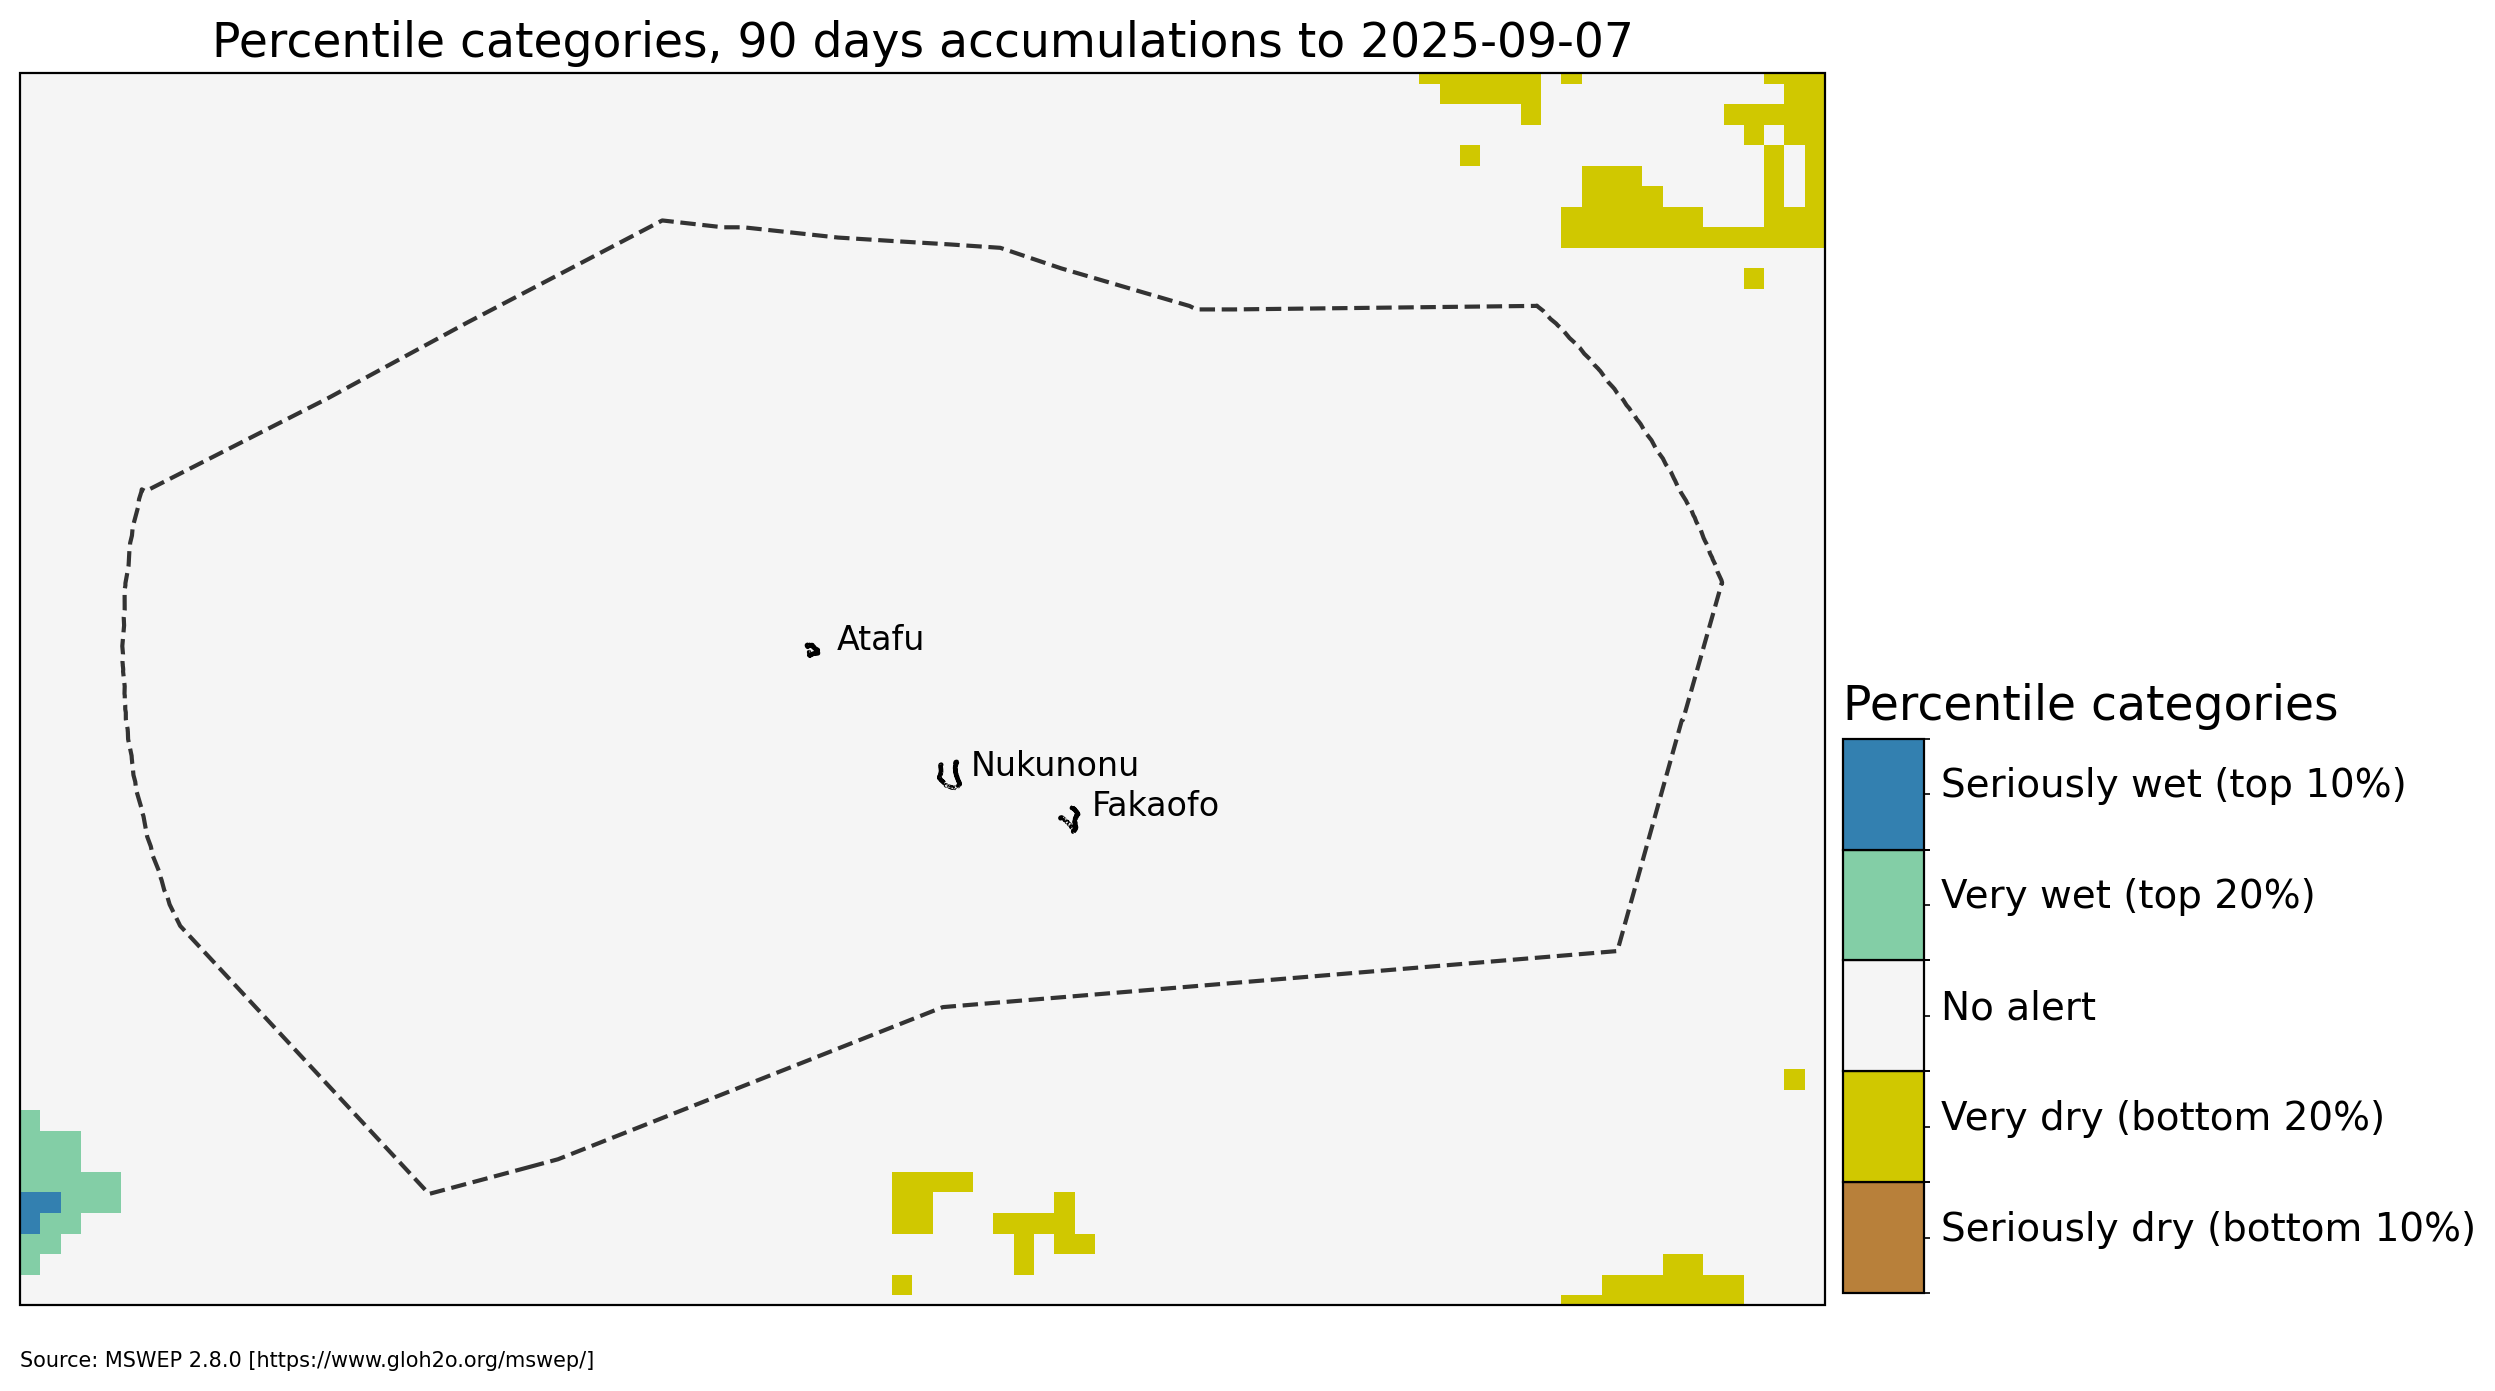 Percentile categories, 90 days accumulations to 2025-09-07
Atafu
Nukunonu
Fakaofo
Percentile categories
Seriously wet (top 10%)
Very wet (top 20%)
No alert
Very dry (bottom 20%)
Seriously dry (bottom 10%)
Source: MSWEP 2.8.0 [https://www.gloh2o.org/mswep/]